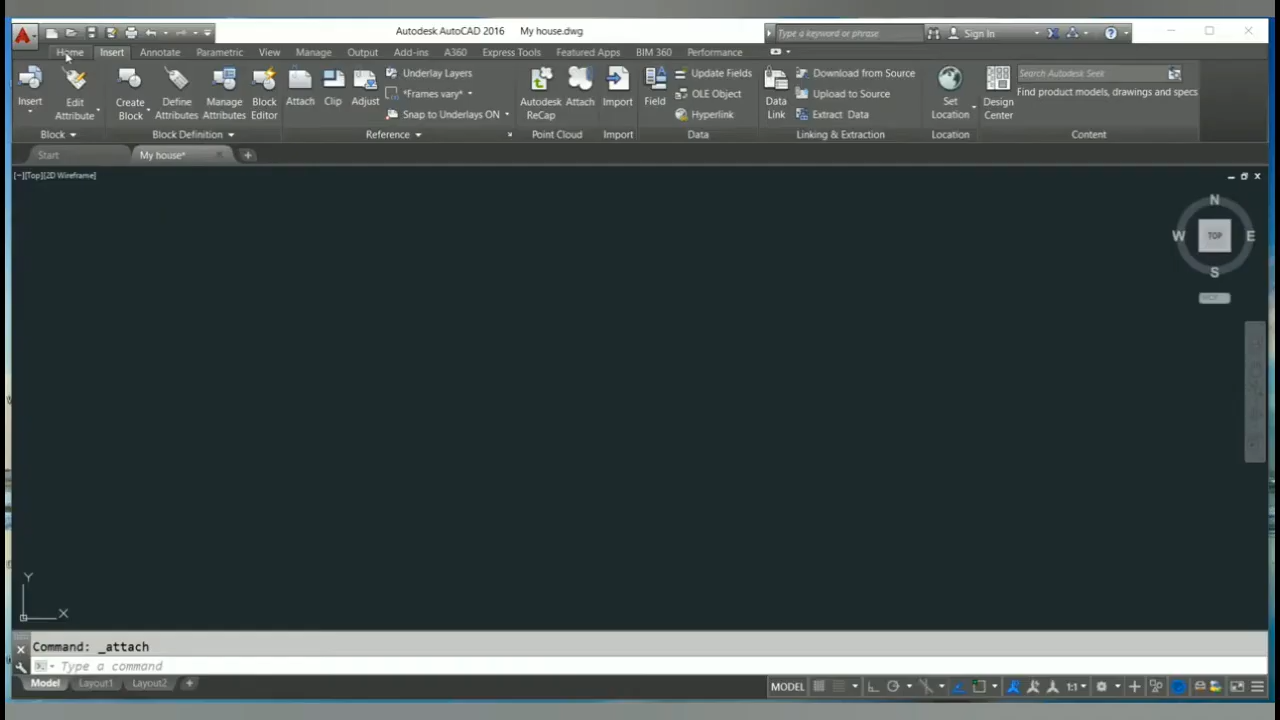 Autodesk AutoCAD 2016 My house.dwg
Type a keyword or phrase
Sign In
Home Insert Annotate Parametric View Manage Output Add-ins A360 Express Tools Featured Apps BIM 360 Performance
Insert
Edit Attribute
Create Block
Define Attributes
Manage Attributes
Block Editor
Attach
Clip
Adjust
Underlay Layers
*Frames vary*
Snap to Underlays ON
Autodesk ReCap
Attach
Import
Field
Update Fields
OLE Object
Hyperlink
Data Link
Download from Source
Upload to Source
Extract Data
Set Location
Design Center
Search Autodesk Seek
Find product models, drawings and specs
Block Block Definition Reference Point Cloud Import Data Linking & Extraction Location Content
Start My house*
[−][Top][2D Wireframe]
N
W TOP E
S
Y
X
Command: _attach
Type a command
Model Layout1 Layout2
MODEL 1:1